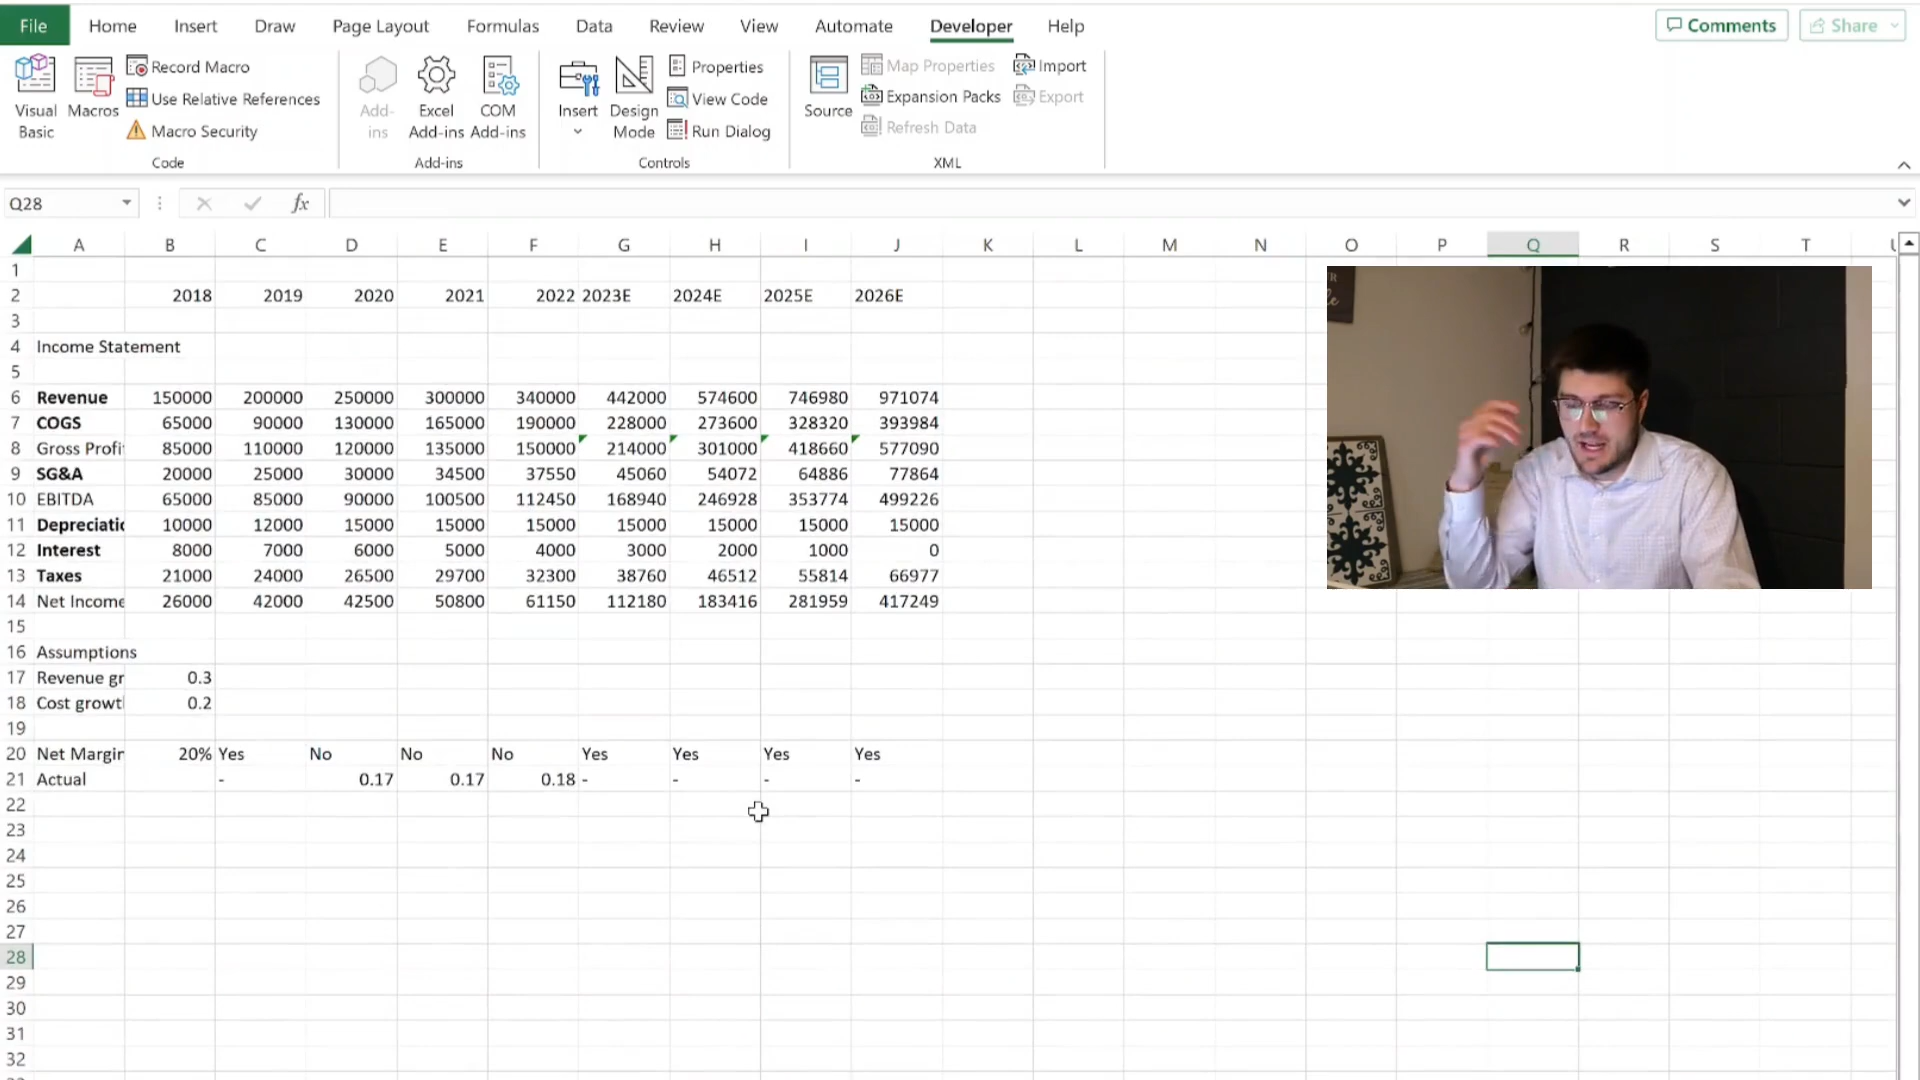 File Home Insert Draw Page Layout Formulas Data Review View Automate Developer Help Comments Share
Visual Basic
Macros
Record Macro
Use Relative References
Macro Security
Code
Add-ins
Excel Add-ins
COM Add-ins
Add-ins
Insert
Design Mode
Properties
View Code
Run Dialog
Controls
Source
Map Properties
Expansion Packs
Refresh Data
Import
Export
XML
Q28 fx
A B C D E F G H I J K L M N O P Q R S T
1
2 2018 2019 2020 2021 2022 2023E 2024E 2025E 2026E
3
4 Income Statement
5
6 Revenue 150000 200000 250000 300000 340000 442000 574600 746980 971074
7 COGS 65000 90000 130000 165000 190000 228000 273600 328320 393984
8 Gross Profi 85000 110000 120000 135000 150000 214000 301000 418660 577090
9 SG&A 20000 25000 30000 34500 37550 45060 54072 64886 77864
10 EBITDA 65000 85000 90000 100500 112450 168940 246928 353774 499226
11 Depreciatic 10000 12000 15000 15000 15000 15000 15000 15000 15000
12 Interest 8000 7000 6000 5000 4000 3000 2000 1000 0
13 Taxes 21000 24000 26500 29700 32300 38760 46512 55814 66977
14 Net Income 26000 42000 42500 50800 61150 112180 183416 281959 417249
15
16 Assumptions
17 Revenue gr 0.3
18 Cost growt 0.2
19
20 Net Margin 20% Yes No No No Yes Yes Yes Yes
21 Actual - 0.17 0.17 0.18 - - - -
22
23
24
25
26
27
28
29
30
31
32